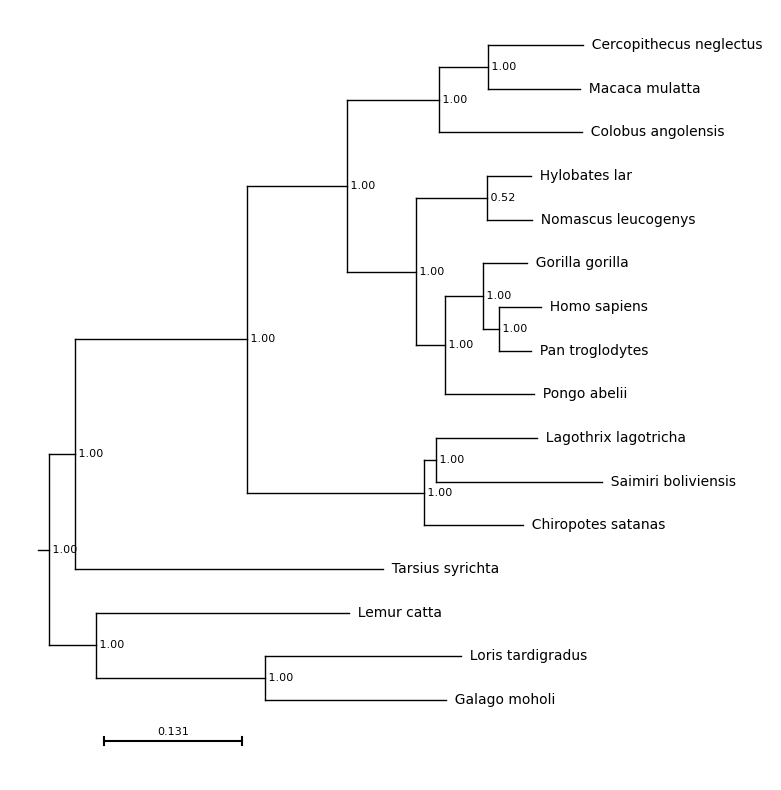 Cercopithecus neglectus
1.00
Macaca mulatta
1.00
Colobus angolensis
Hylobates lar
1.00
0.52
Nomascus leucogenys
Gorilla gorilla
1.00
1.00
Homo sapiens
1.00
1.00
1.00
Pan troglodytes
Pongo abelii
Lagothrix lagotricha
1.00
1.00
Saimiri boliviensis
1.00
Chiropotes satanas
1.00
Tarsius syrichta
Lemur catta
1.00
Loris tardigradus
1.00
Galago moholi
0.131